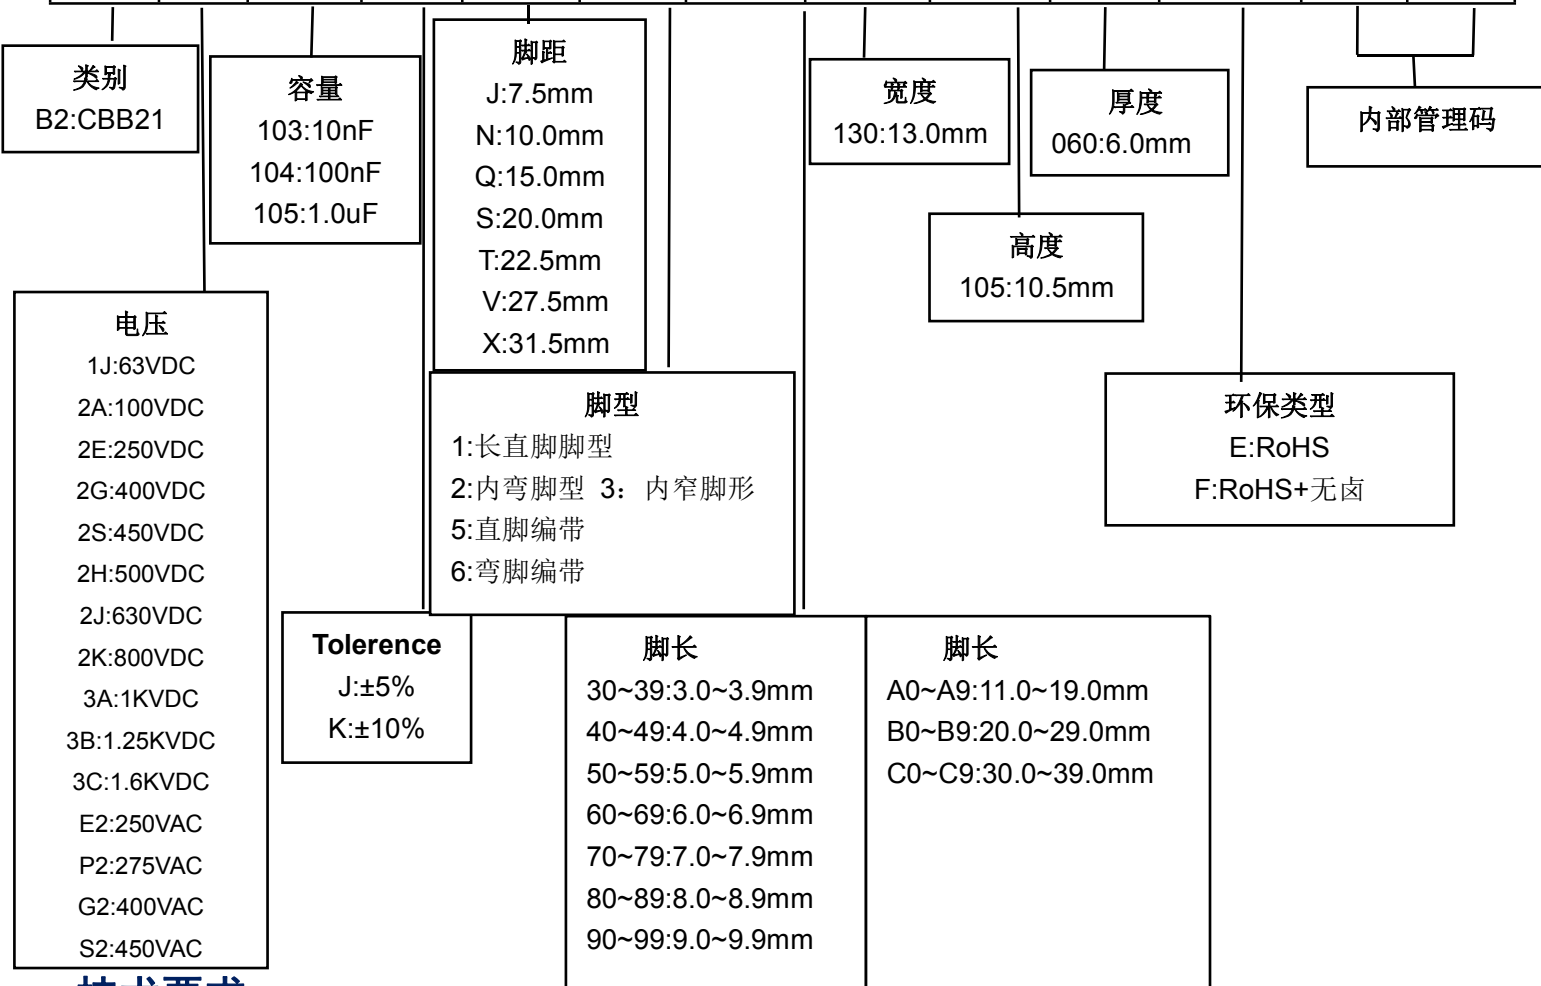 类别
B2:CBB21
容量
103:10nF
104:100nF
105:1.0uF
脚距
J:7.5mm
N:10.0mm
Q:15.0mm
S:20.0mm
T:22.5mm
V:27.5mm
X:31.5mm
宽度
130:13.0mm
厚度
060:6.0mm
内部管理码
高度
105:10.5mm
电压
1J:63VDC
2A:100VDC
2E:250VDC
2G:400VDC
2S:450VDC
2H:500VDC
2J:630VDC
2K:800VDC
3A:1KVDC
3B:1.25KVDC
3C:1.6KVDC
E2:250VAC
P2:275VAC
G2:400VAC
S2:450VAC
脚型
1:长直脚脚型
2:内弯脚型 3：内窄脚形
5:直脚编带
6:弯脚编带
环保类型
E:RoHS
F:RoHS+无卤
Tolerence
J:±5%
K:±10%
脚长
30~39:3.0~3.9mm
40~49:4.0~4.9mm
50~59:5.0~5.9mm
60~69:6.0~6.9mm
70~79:7.0~7.9mm
80~89:8.0~8.9mm
90~99:9.0~9.9mm
脚长
A0~A9:11.0~19.0mm
B0~B9:20.0~29.0mm
C0~C9:30.0~39.0mm
技术要求